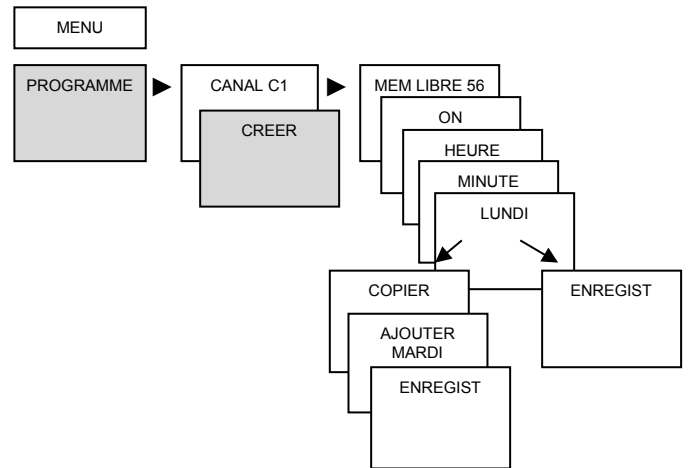 MENU
PROGRAMME
CANAL C1
CREER
MEM LIBRE 56
ON
HEURE
MINUTE
LUNDI
COPIER
AJOUTER
MARDI
ENREGIST
ENREGIST